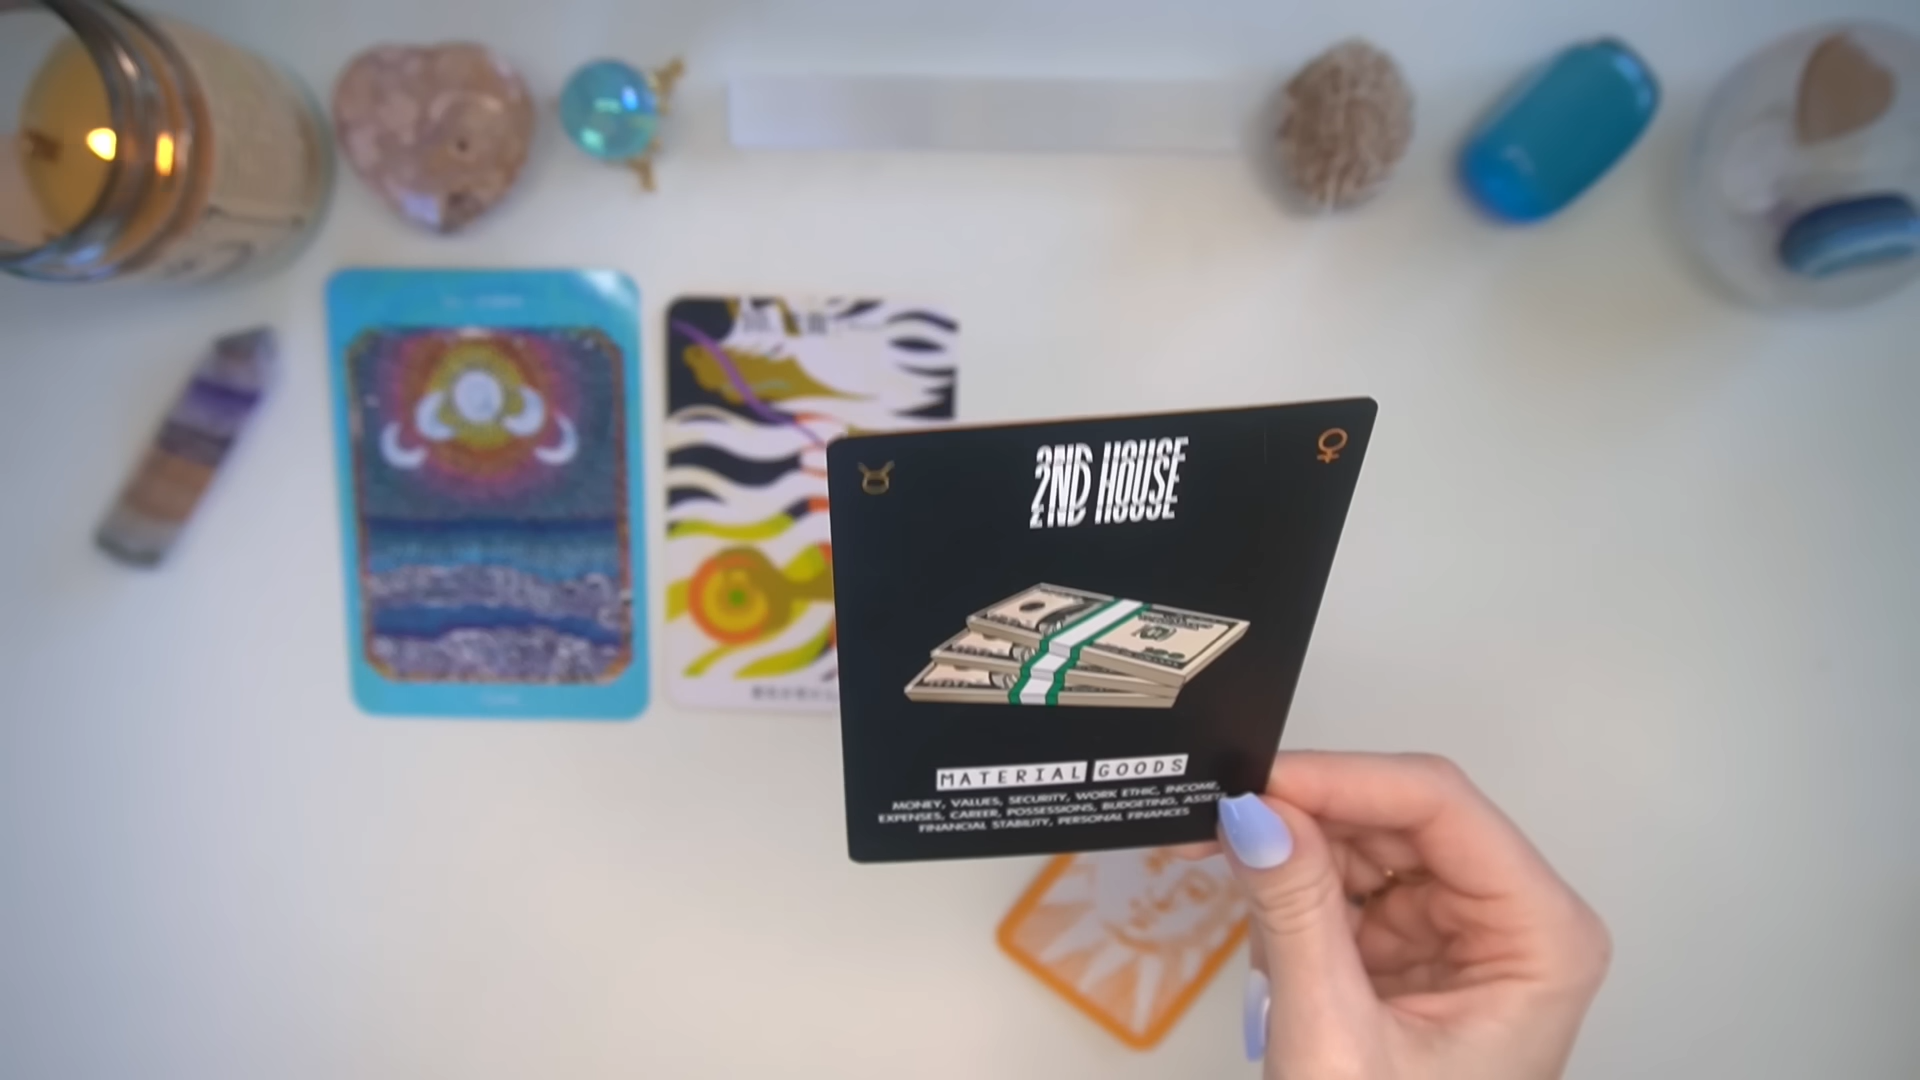 2ND HOUSE
MATERIAL GOODS
MONEY, VALUES, SECURITY, WORK ETHIC, INCOME,
EXPENSES, CAREER, POSSESSIONS, BUDGETING, ASSETS
FINANCIAL STABILITY, PERSONAL FINANCES